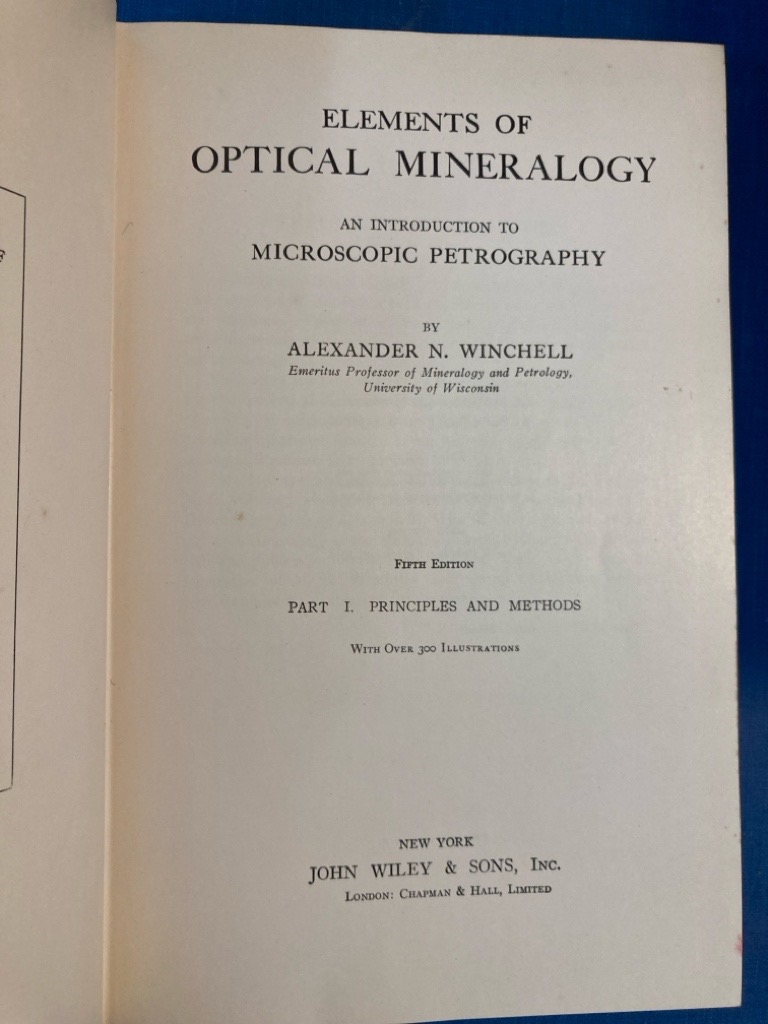 ELEMENTS OF
OPTICAL MINERALOGY
AN INTRODUCTION TO
MICROSCOPIC PETROGRAPHY
BY
ALEXANDER N. WINCHELL
Emeritus Professor of Mineralogy and Petrology,
University of Wisconsin
FIFTH EDITION
PART I. PRINCIPLES AND METHODS
WITH OVER 300 ILLUSTRATIONS
NEW YORK
JOHN WILEY & SONS, INC.
LONDON: CHAPMAN & HALL, LIMITED